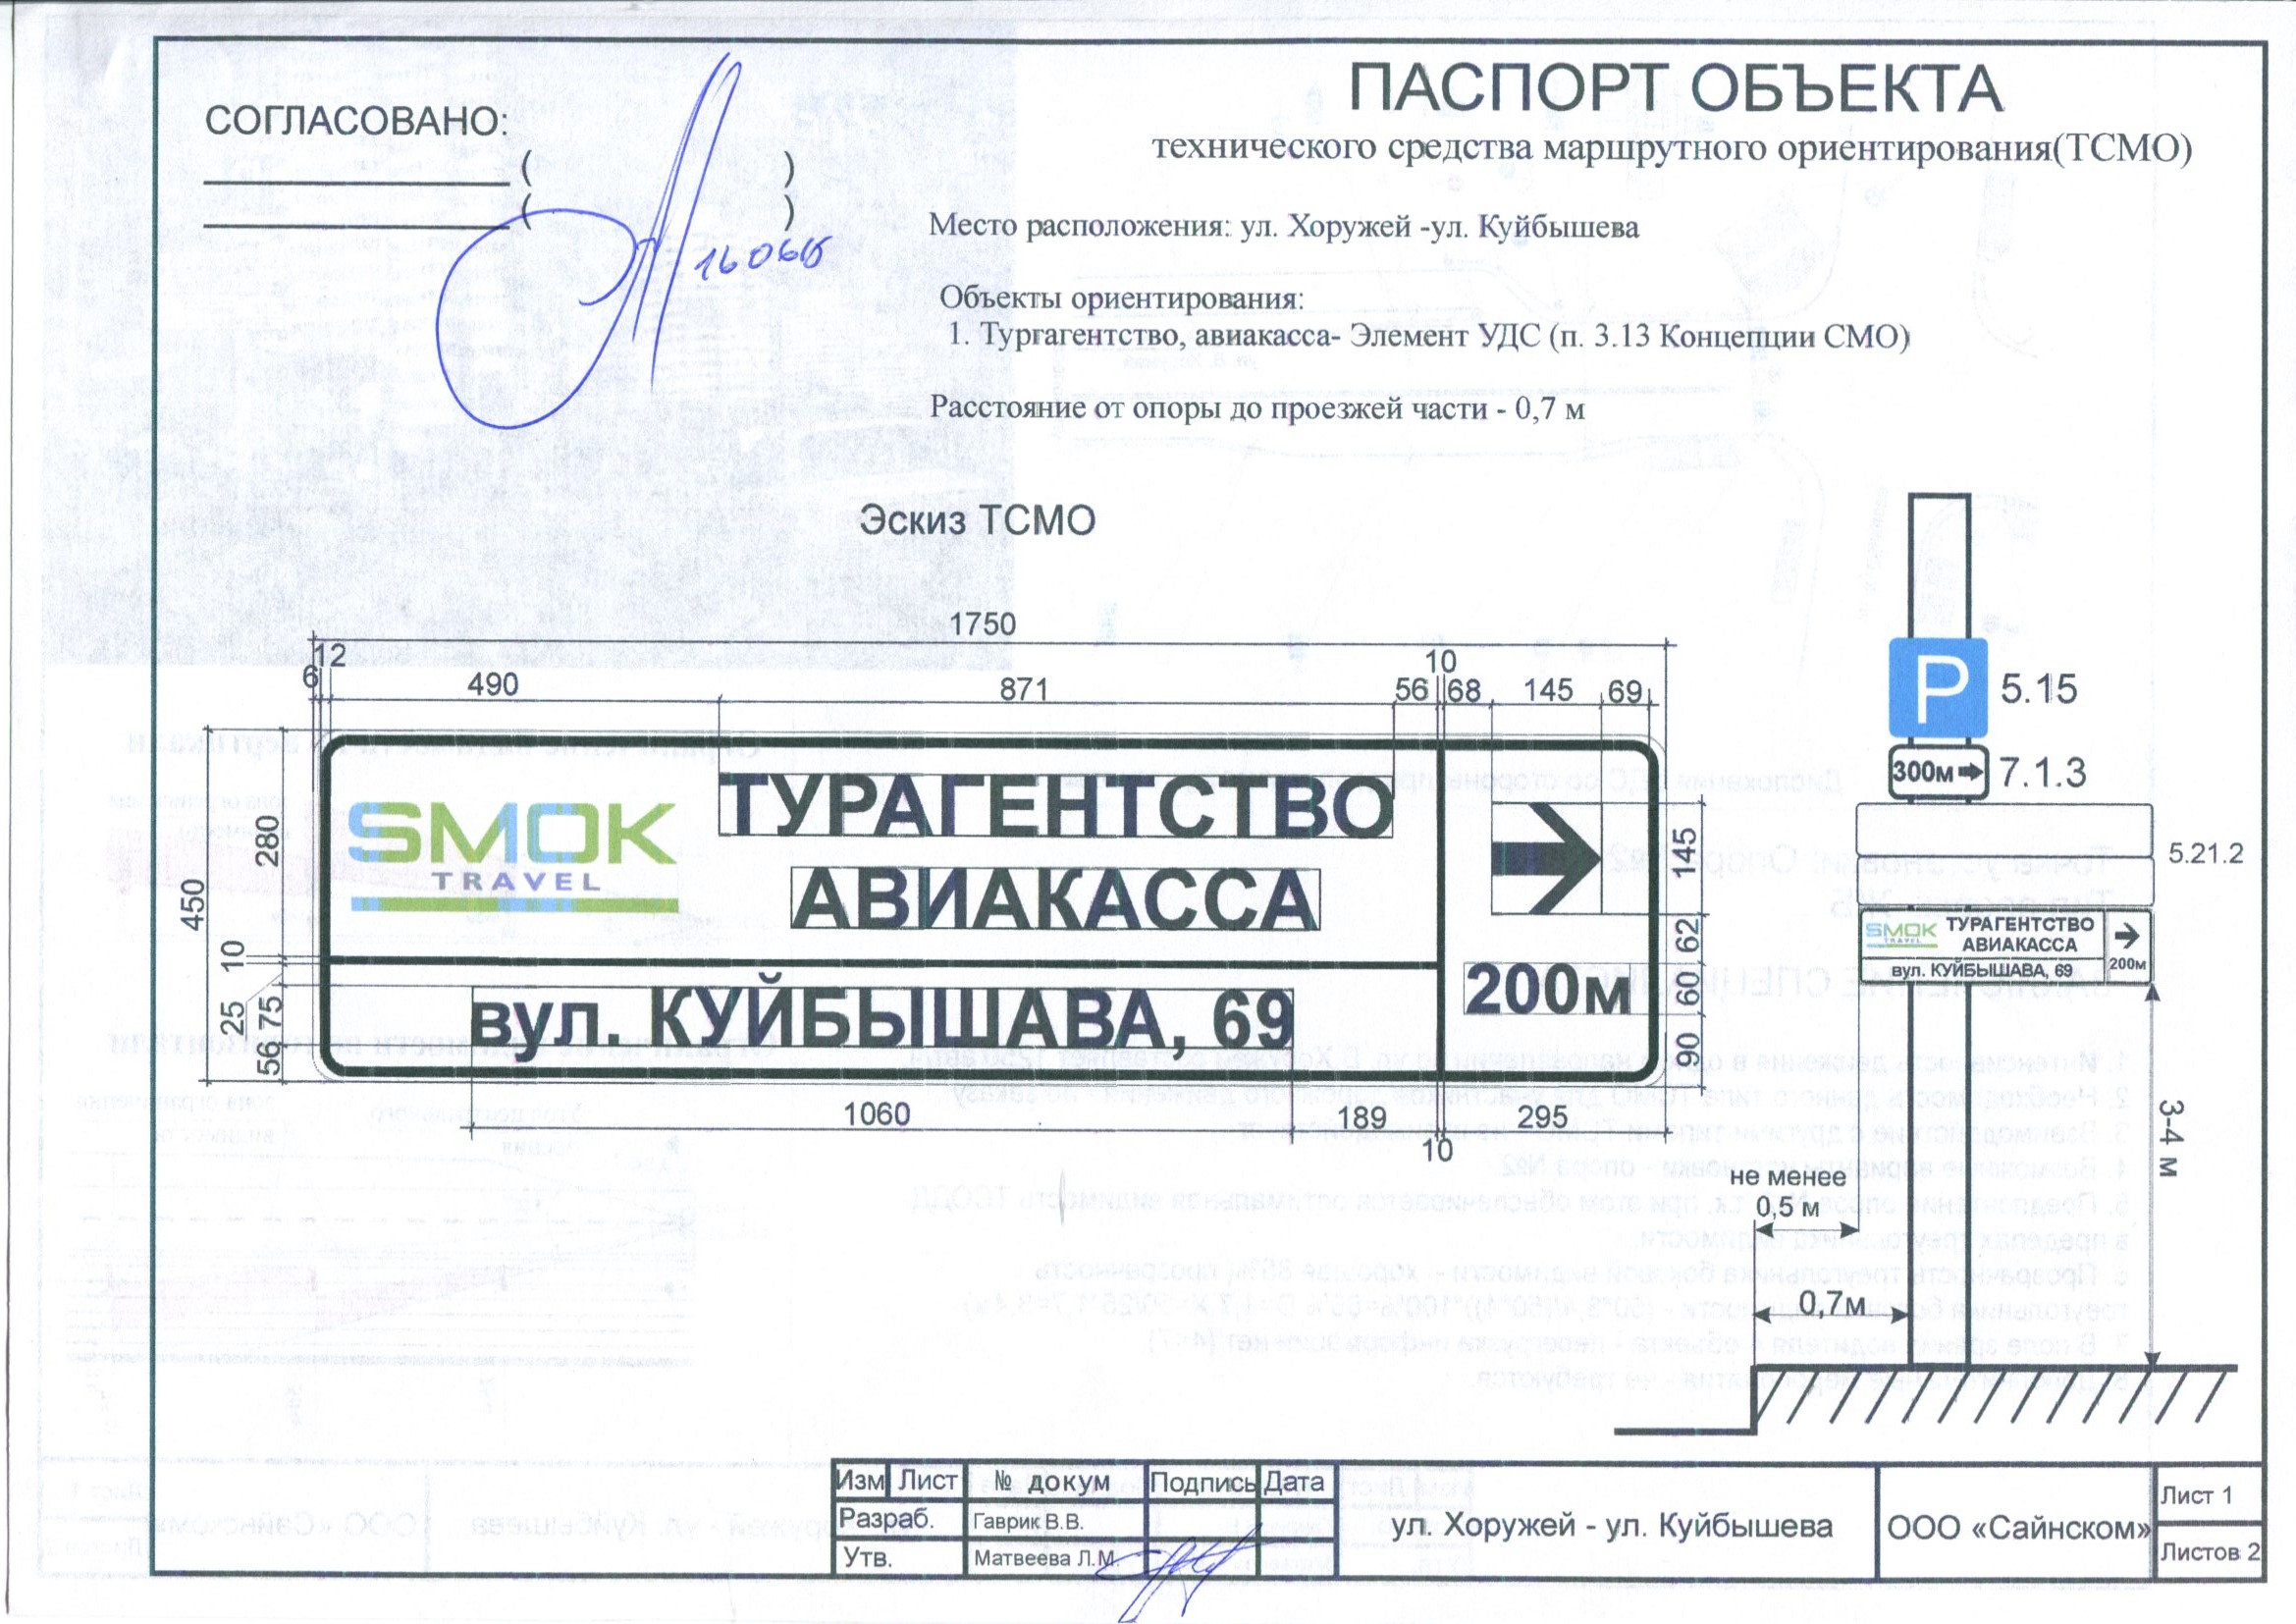 ПАСПОРТ ОБЪЕКТА
технического средства маршрутного ориентирования(ТСМО)
СОГЛАСОВАНО:
( )
( )
Место расположения: ул. Хоружей -ул. Куйбышева
Объекты ориентирования:
1. Тургагентство, авиакасса- Элемент УДС (п. 3.13 Концепции СМО)
Расстояние от опоры до проезжей части - 0,7 м
Эскиз ТСМО
1750
12
10
6 490 871 56 68 145 69
SMOK
TRAVEL
ТУРАГЕНТСТВО
АВИАКАССА
вул. КУЙБЫШАВА, 69
200м
450
280
10
25
75
56
145
62
60
90
1060 189 295
10
P 5.15
300м 7.1.3
5.21.2
SMOK
TRAVEL
ТУРАГЕНТСТВО
АВИАКАССА
вул. КУЙБЫШАВА, 69
200м
3-4 м
не менее
0,5 м
0,7м
Изм Лист № докум Подпись Дата
Разраб. Гаврик В.В.
Утв. Матвеева Л.М.
ул. Хоружей - ул. Куйбышева
ООО «Сайнском»
Лист 1
Листов 2